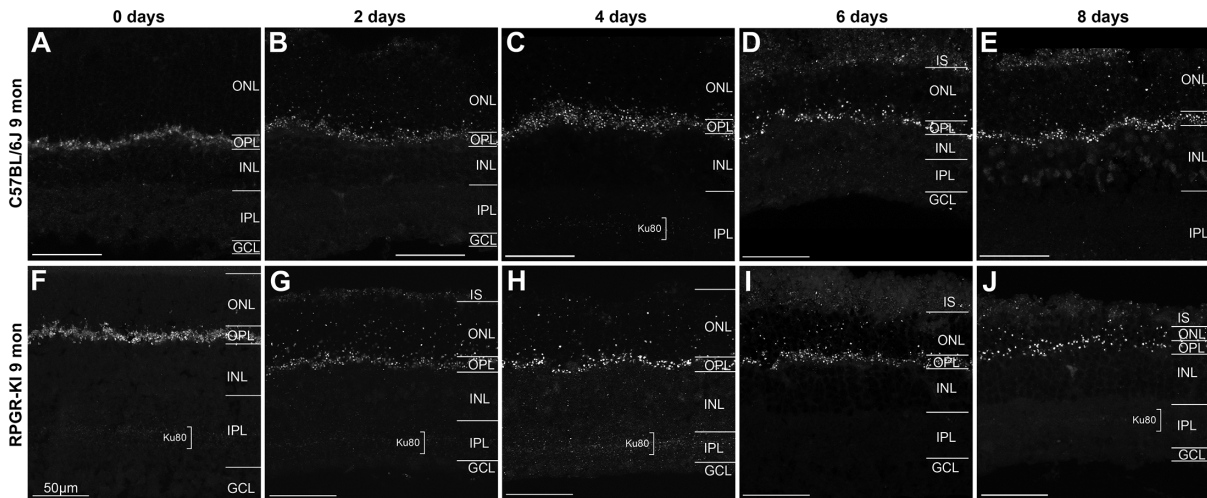 0 days
2 days
4 days
6 days
8 days
C57BL/6J 9 mon
A
ONL
OPL
INL
IPL
GCL
B
ONL
OPL
INL
IPL
GCL
C
ONL
OPL
INL
Ku80
IPL
D
IS
ONL
OPL
INL
IPL
GCL
E
ONL
OPL
INL
IPL
RPGR-KI 9 mon
F
ONL
OPL
INL
Ku80
IPL
GCL
50µm
G
IS
ONL
OPL
INL
Ku80
IPL
GCL
H
ONL
OPL
INL
Ku80
IPL
GCL
I
IS
ONL
OPL
INL
IPL
GCL
J
IS
ONL
OPL
INL
Ku80
IPL
GCL